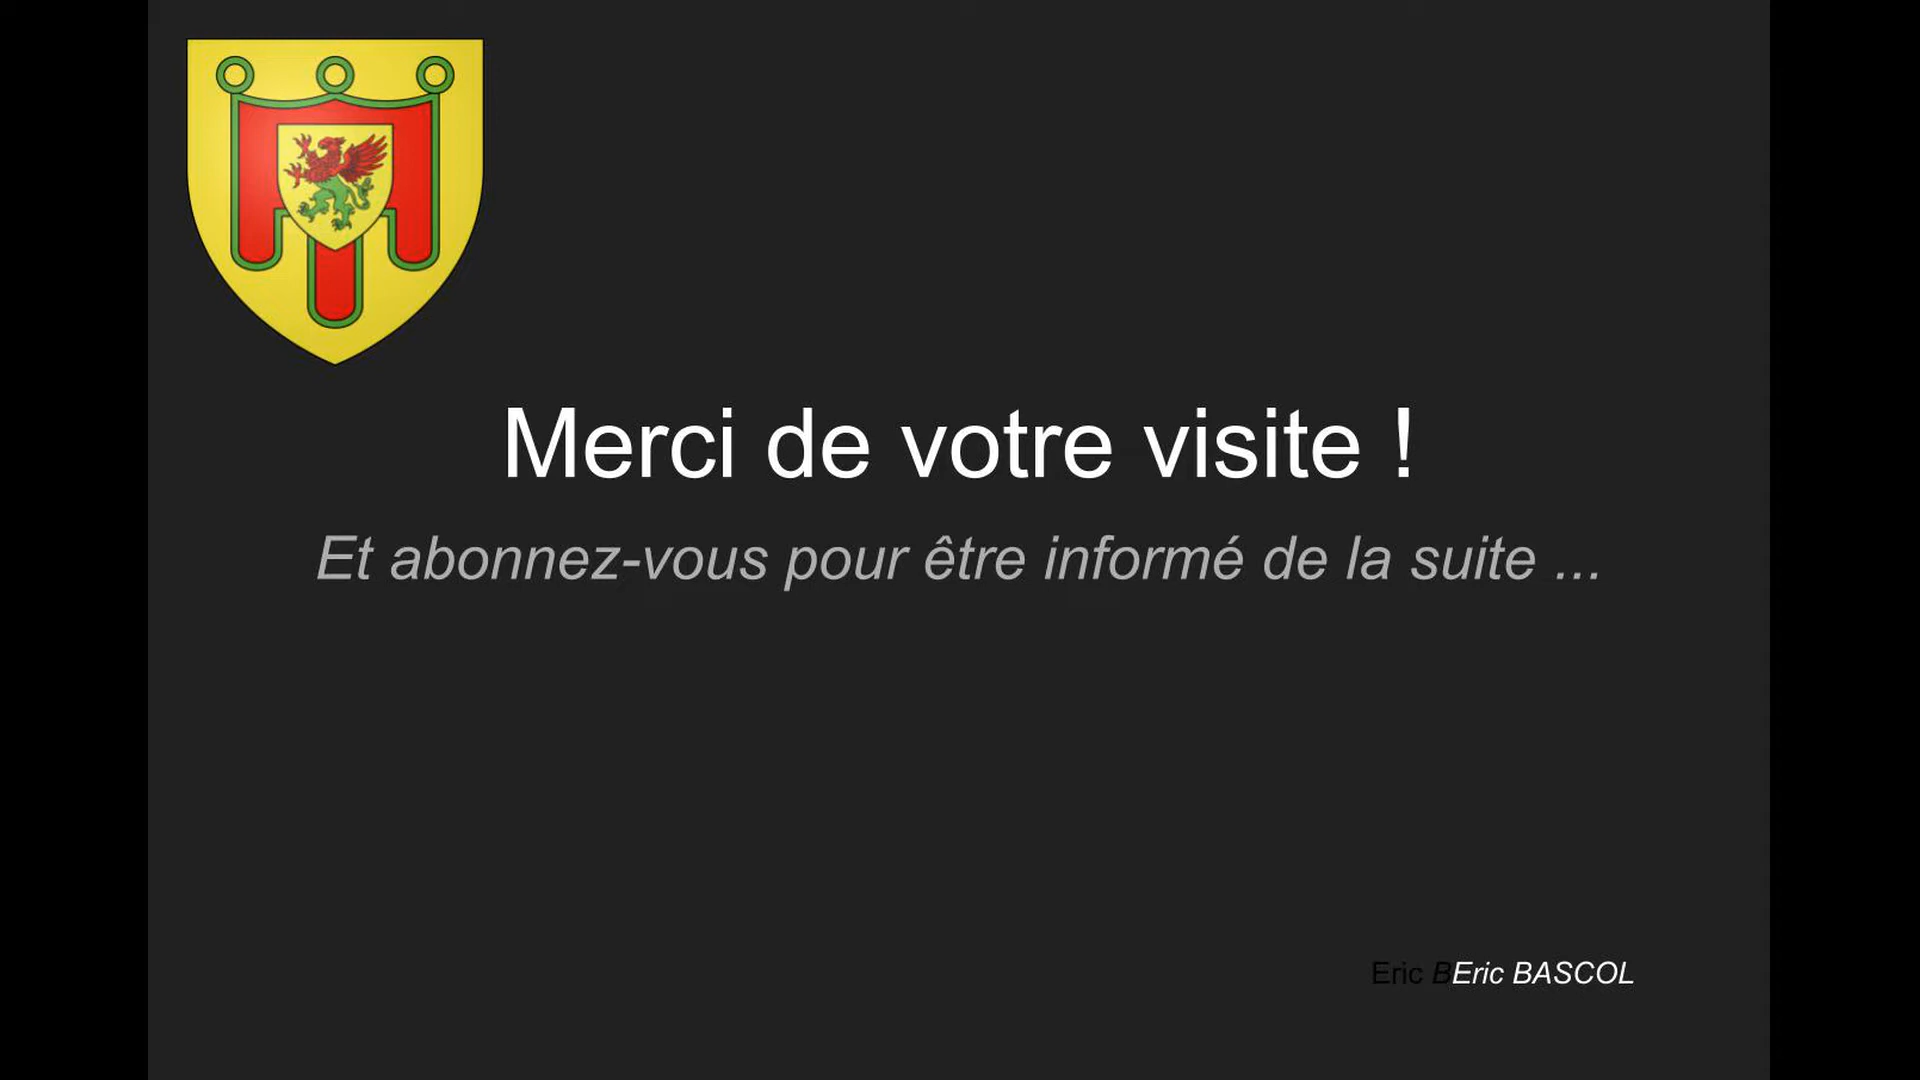 Merci de votre visite !
Et abonnez-vous pour être informé de la suite ...
Eric BEric BASCOL